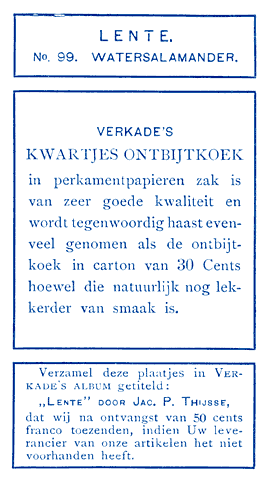 LENTE.
No. 99. WATERSALAMANDER.
VERKADE'S
KWARTJES ONTBIJTKOEK
in perkamentpapieren zak is
van zeer goede kwaliteit en
wordt tegenwoordig haast even-
veel genomen als de ontbijt-
koek in carton van 30 Cents
hoewel die natuurlijk nog lek-
kerder van smaak is.
Verzamel deze plaatjes in VER-
KADE'S ALBUM getiteld:
„LENTE" DOOR JAC. P. THIJSSE,
dat wij na ontvangst van 50 cents
franco toezenden, indien Uw leve-
rancier van onze artikelen het niet
voorhanden heeft.